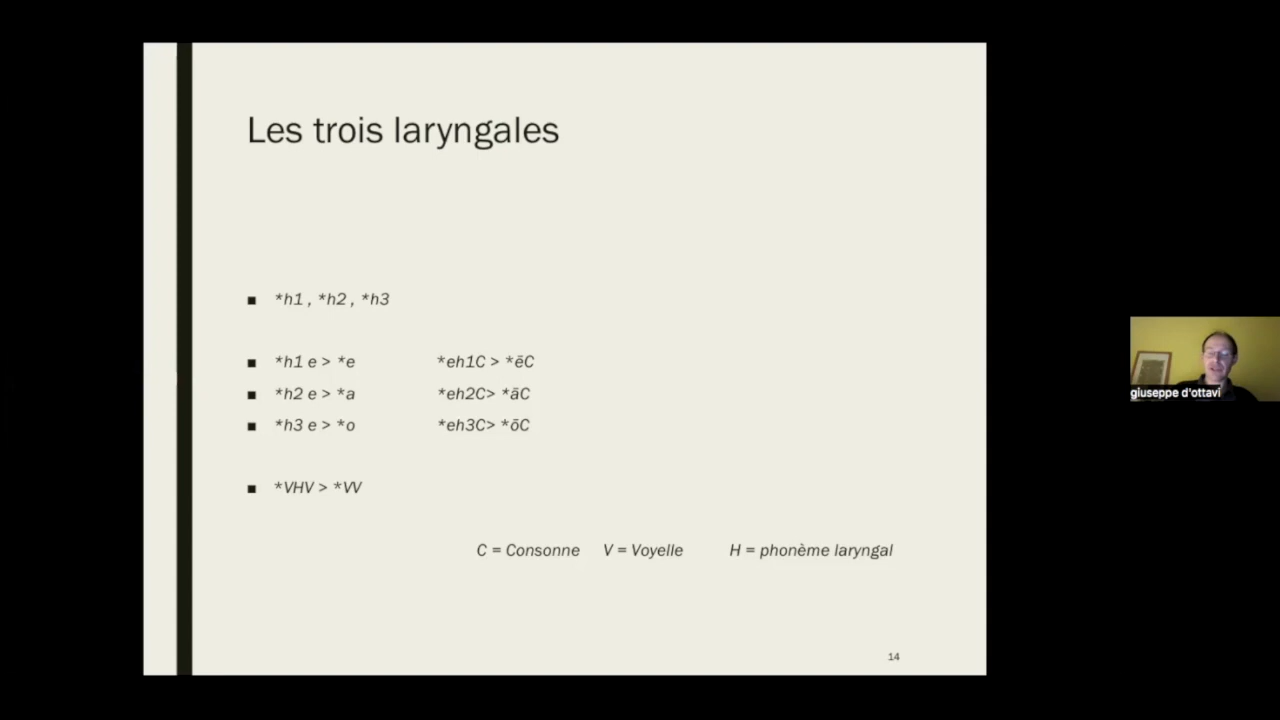 Les trois laryngales
*h1 , *h2 , *h3
*h1 e > *e *eh1C > *ēC
*h2 e > *a *eh2C> *āC
*h3 e > *o *eh3C> *ōC
*VHV > *VV
C = Consonne V = Voyelle H = phonème laryngal
14
giuseppe d'ottavi